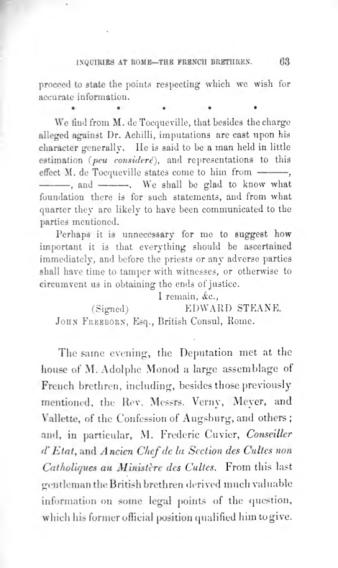 INQUIRIES AT ROME—THE FRENCH BRETHREN. 63
proceed to state the points respecting which we wish for
accurate information.
* * * * *
We find from M. de Tocqueville, that besides the charge
alleged against Dr. Achilli, imputations are cast upon his
character generally. He is said to be a man held in little
estimation (peu consideré), and representations to this
effect M. de Tocqueville states come to him from ———,
———, and ———. We shall be glad to know what
foundation there is for such statements, and from what
quarter they are likely to have been communicated to the
parties mentioned.
Perhaps it is unnecessary for me to suggest how
important it is that everything should be ascertained
immediately, and before the priests or any adverse parties
shall have time to tamper with witnesses, or otherwise to
circumvent us in obtaining the ends of justice.
I remain, &c.,
(Signed) EDWARD STEANE.
JOHN FREEBORN, Esq., British Consul, Rome.
The same evening, the Deputation met at the
house of M. Adolphe Monod a large assemblage of
French brethren, including, besides those previously
mentioned, the Rev. Messrs. Verny, Meyer, and
Vallette, of the Confession of Augsburg, and others;
and, in particular, M. Frederic Cuvier, Conseiller
d'Etat, and Ancien Chef de la Section des Cultes non
Catholiques au Ministère des Cultes. From this last
gentleman the British brethren derived much valuable
information on some legal points of the question,
which his former official position qualified him to give.